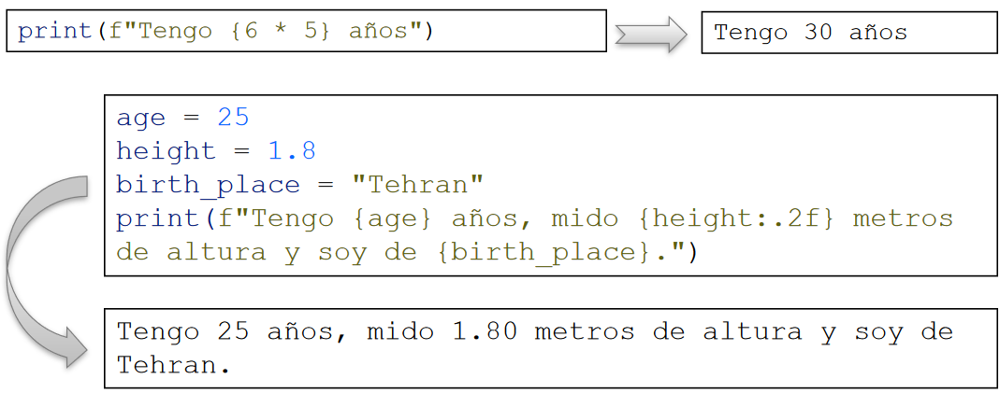 print(f"Tengo {6 * 5} años")
Tengo 30 años
age = 25
height = 1.8
birth_place = "Tehran"
print(f"Tengo {age} años, mido {height:.2f} metros
de altura y soy de {birth_place}.")
Tengo 25 años, mido 1.80 metros de altura y soy de
Tehran.